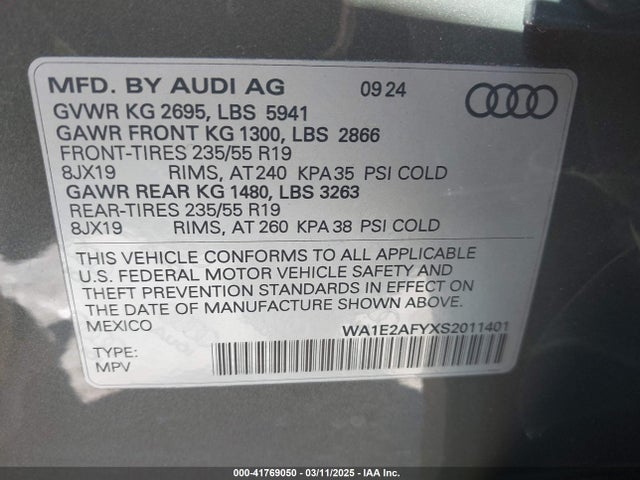 MFD. BY AUDI AG 09 24
GVWR KG 2695, LBS 5941
GAWR FRONT KG 1300, LBS 2866
FRONT-TIRES 235/55 R19
8JX19 RIMS, AT 240 KPA 35 PSI COLD
GAWR REAR KG 1480, LBS 3263
REAR-TIRES 235/55 R19
8JX19 RIMS, AT 260 KPA 38 PSI COLD
THIS VEHICLE CONFORMS TO ALL APPLICABLE
U.S. FEDERAL MOTOR VEHICLE SAFETY AND
THEFT PREVENTION STANDARDS IN EFFECT ON
THE DATE OF MANUFACTURE SHOWN ABOVE.
MEXICO WA1E2AFYXS2011401
TYPE:
MPV
000-41769050 - 03/11/2025 - IAA Inc.